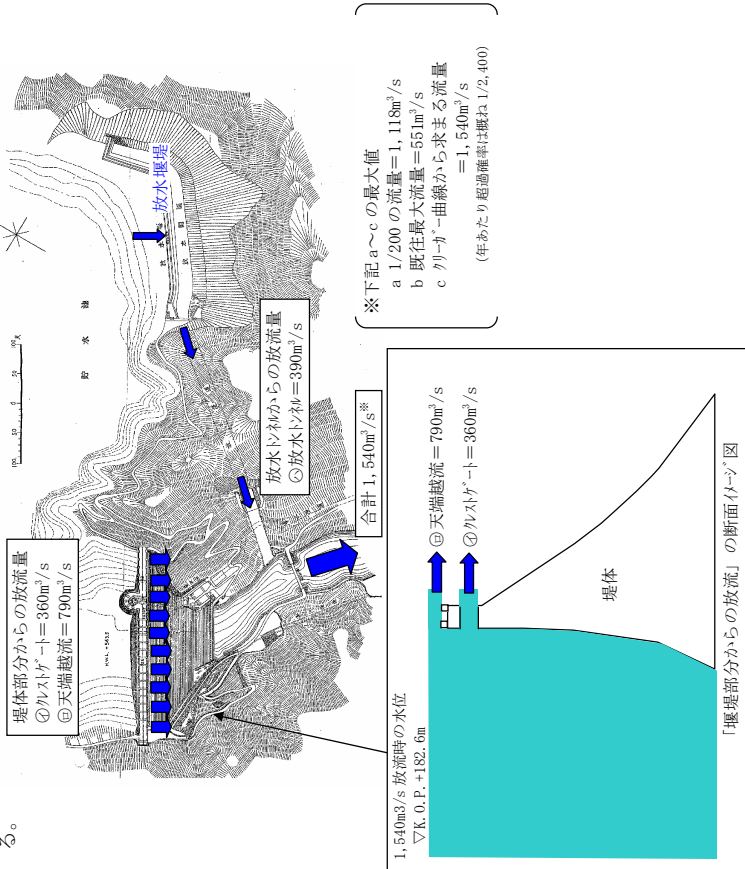 る。
堤体部分からの放流量
㋑クレストゲート＝360m³/s
㋺天端越流＝790m³/s
100
50
0
50
100
貯水池
放水堰堤
放水トンネルからの放流量
㋩放水トンネル＝390m³/s
合計 1,540m³/s※
※下記 a～c の最大値
a 1/200 の流量＝1,118m³/s
b 既往最大流量＝551m³/s
c クリーガー曲線から求まる流量
＝1,540m³/s
(年あたり超過確率は概ね 1/2,400)
1,540m3/s 放流時の水位
▽K.O.P.+182.6m
㋺天端越流＝790m³/s
㋑クレストゲート＝360m³/s
堤体
「堰堤部分からの放流」の断面イメージ図